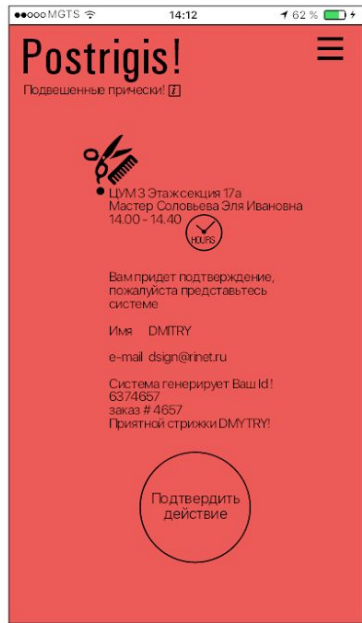 MGTS 14:12 62 %
Postrigis!
Подвешенные прически! i
ЦУМ 3 Этаж секция 17а
Мастер Соловьева Эля Ивановна
14.00 - 14.40
HOURS
Вам придет подтверждение,
пожалуйста представьтесь
системе
Имя DMITRY
e-mail dsign@rinet.ru
Система генерирует Ваш Id !
6374657
заказ # 4657
Приятной стрижки DMYTRY!
Подтвердить
действие